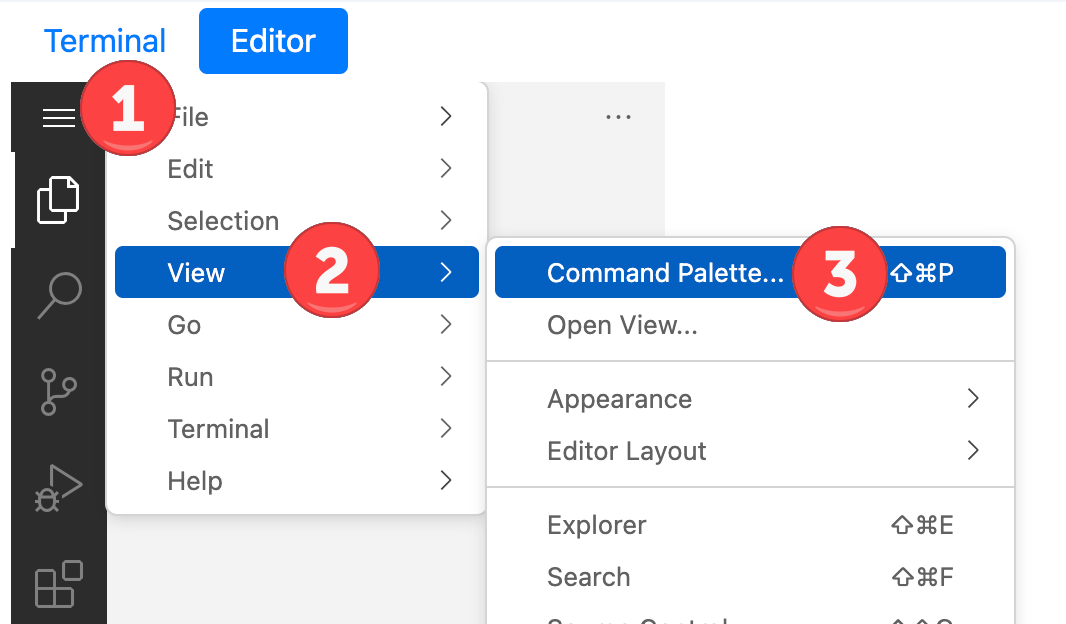 Terminal Editor
1 File
Edit
Selection
View 2 Command Palette... 3 ⇧⌘P
Go Open View...
Run
Appearance
Terminal
Editor Layout
Help
Explorer ⇧⌘E
Search ⇧⌘F